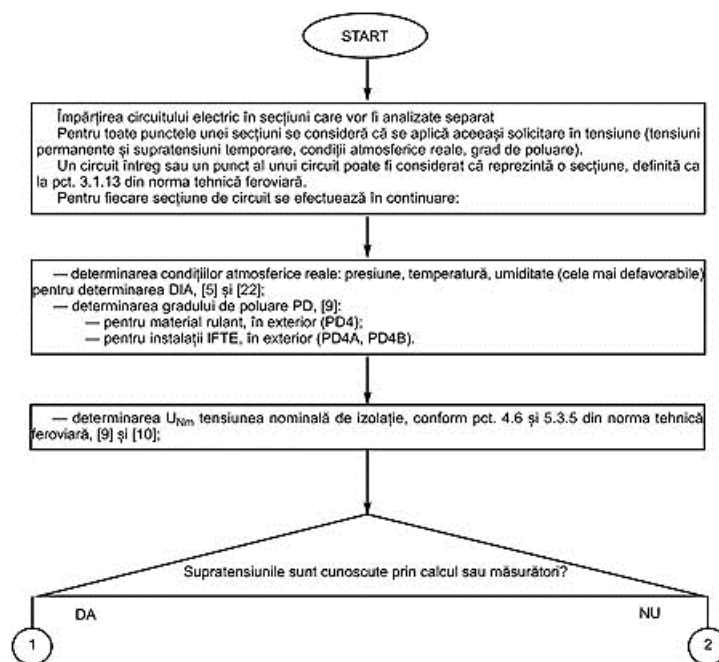 START
Împărțirea circuitului electric în secțiuni care vor fi analizate separat
Pentru toate punctele unei secțiuni se consideră că se aplică aceeași solicitare în tensiune (tensiuni
permanente și supratensiuni temporare, condiții atmosferice reale, grad de poluare).
Un circuit întreg sau un punct al unui circuit poate fi considerat că reprezintă o secțiune, definită ca
la pct. 3.1.13 din norma tehnică feroviară.
Pentru fiecare secțiune de circuit se efectuează în continuare:
— determinarea condițiilor atmosferice reale: presiune, temperatură, umiditate (cele mai defavorabile)
pentru determinarea DIA, [5] și [22];
— determinarea gradului de poluare PD, [9]:
— pentru material rulant, în exterior (PD4);
— pentru instalații IFTE, în exterior (PD4A, PD4B).
— determinarea UNm tensiunea nominală de izolație, conform pct. 4.6 și 5.3.5 din norma tehnică
feroviară, [9] și [10];
Supratensiunile sunt cunoscute prin calcul sau măsurători?
DA NU
1 2